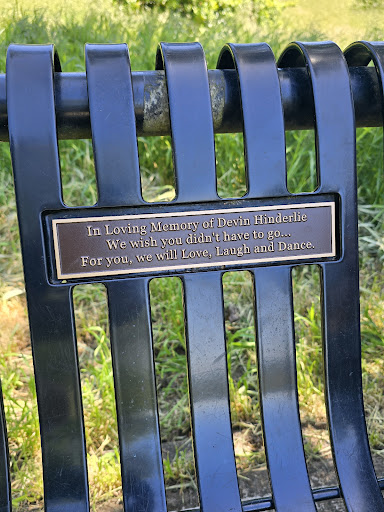 In Loving Memory of Devin Hinderlie
We wish you didn't have to go...
For you, we will Love, Laugh and Dance.